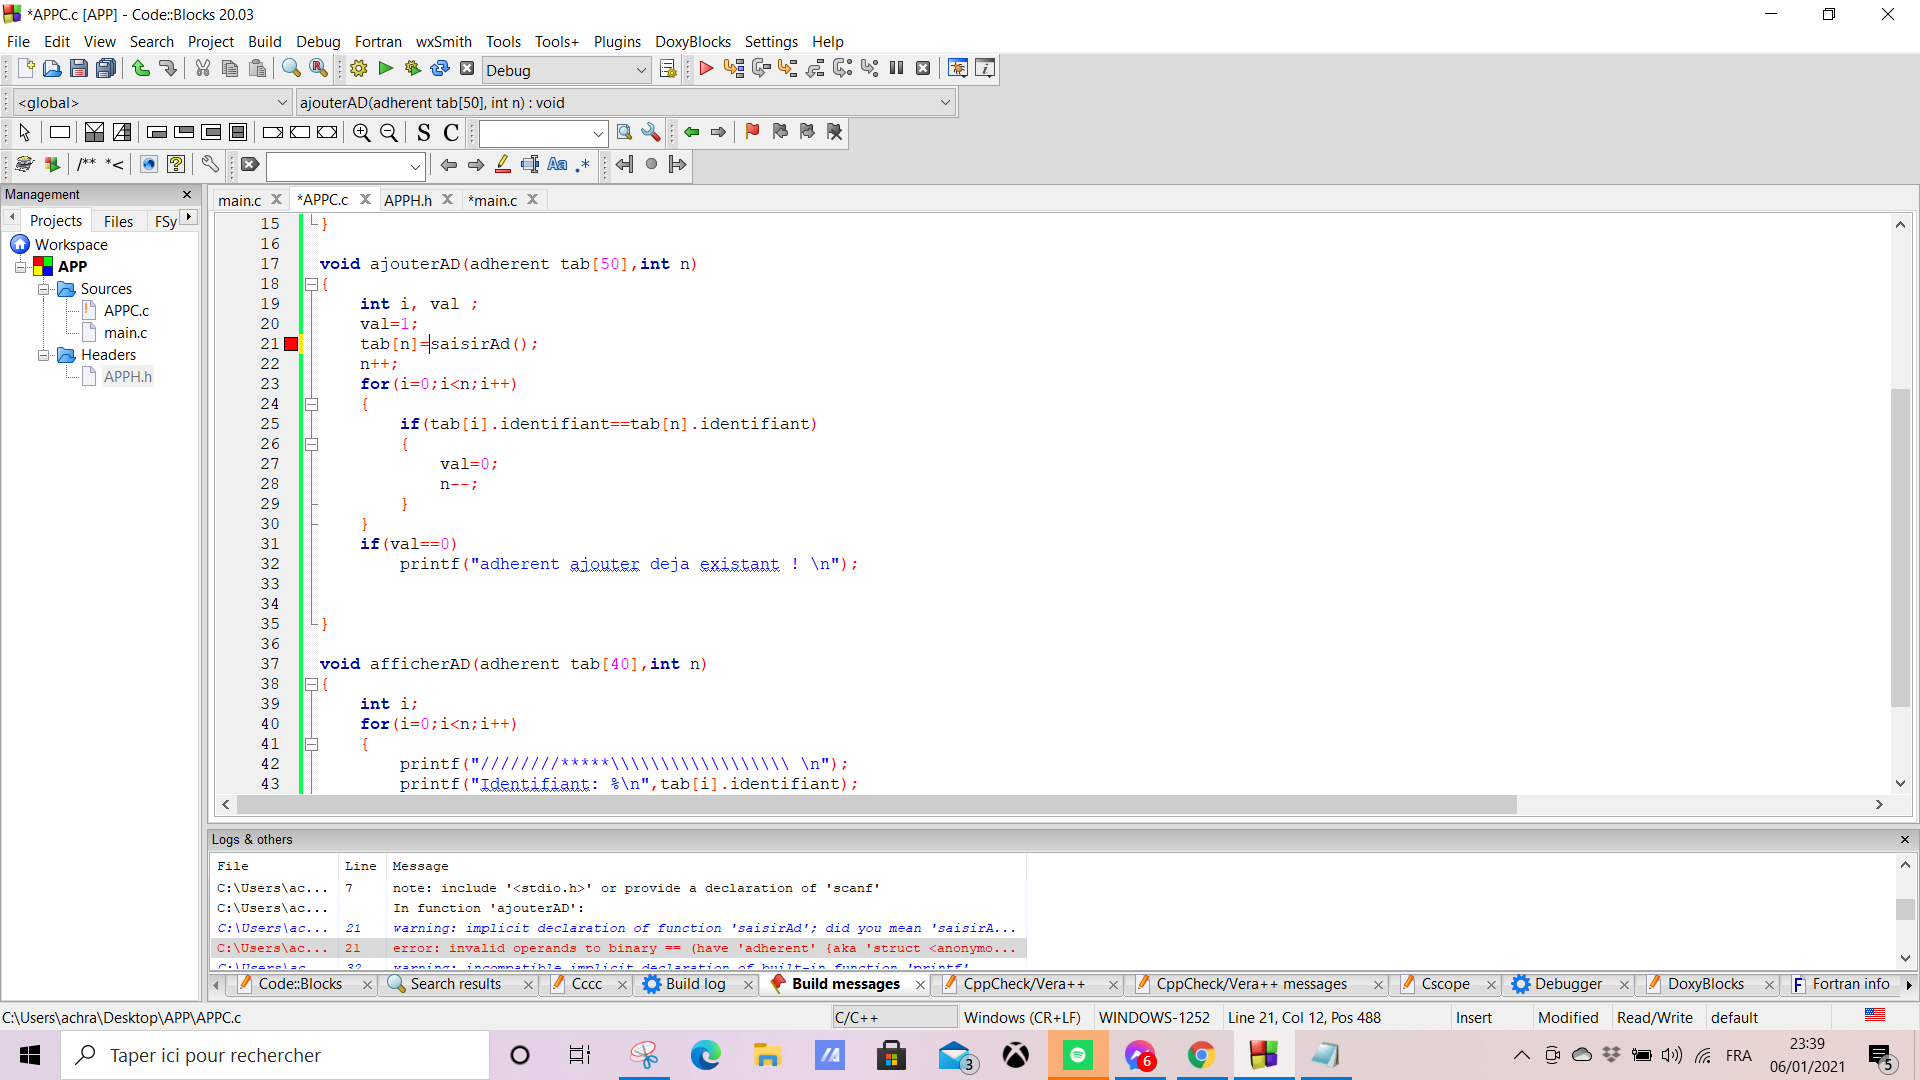 *APPC.c [APP] - Code::Blocks 20.03
File Edit View Search Project Build Debug Fortran wxSmith Tools Tools+ Plugins DoxyBlocks Settings Help
Debug
<global> ajouterAD(adherent tab[50], int n) : void
S C
/** *<
Aa .*
Management
main.c *APPC.c APPH.h *main.c
Projects Files FSy
Workspace
APP
Sources
APPC.c
main.c
Headers
APPH.h
15 }
16
17 void ajouterAD(adherent tab[50],int n)
18 {
19 int i, val ;
20 val=1;
21 tab[n]=saisirAd();
22 n++;
23 for(i=0;i<n;i++)
24 {
25 if(tab[i].identifiant==tab[n].identifiant)
26 {
27 val=0;
28 n--;
29 }
30 }
31 if(val==0)
32 printf("adherent ajouter deja existant ! \n");
33
34
35 }
36
37 void afficherAD(adherent tab[40],int n)
38 {
39 int i;
40 for(i=0;i<n;i++)
41 {
42 printf("////////*****\\\\\\\\\\\\\\\\\\ \n");
43 printf("Identifiant: %\n",tab[i].identifiant);
Logs & others
File Line Message
C:\Users\ac... 7 note: include '<stdio.h>' or provide a declaration of 'scanf'
C:\Users\ac... In function 'ajouterAD':
C:\Users\ac... 21 warning: implicit declaration of function 'saisirAd'; did you mean 'saisirA...
C:\Users\ac... 21 error: invalid operands to binary == (have 'adherent' {aka 'struct <anonymo...
C:\Users\ac... 32 warning: incompatible implicit declaration of built-in function 'printf'
Code::Blocks Search results Cccc Build log Build messages CppCheck/Vera++ CppCheck/Vera++ messages Cscope Debugger DoxyBlocks Fortran info
C:\Users\achra\Desktop\APP\APPC.c C/C++ Windows (CR+LF) WINDOWS-1252 Line 21, Col 12, Pos 488 Insert Modified Read/Write default
Taper ici pour rechercher
3
6
FRA
23:39
06/01/2021
5